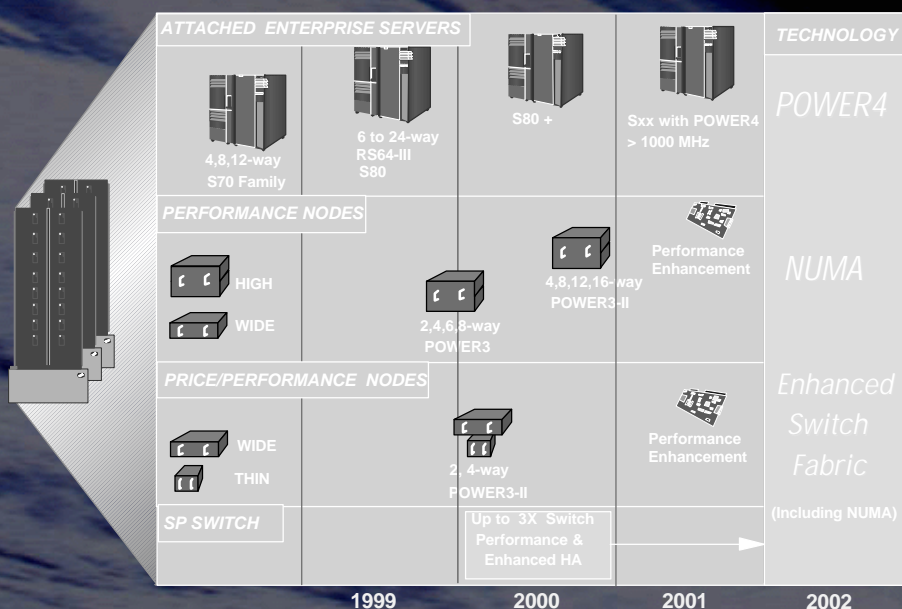 ATTACHED ENTERPRISE SERVERS
TECHNOLOGY
4,8,12-way
S70 Family
6 to 24-way
RS64-III
S80
S80 +
Sxx with POWER4
> 1000 MHz
POWER4
PERFORMANCE NODES
HIGH
WIDE
2,4,6,8-way
POWER3
4,8,12,16-way
POWER3-II
Performance
Enhancement
NUMA
PRICE/PERFORMANCE NODES
WIDE
THIN
2, 4-way
POWER3-II
Performance
Enhancement
Enhanced
Switch
Fabric
(Including NUMA)
SP SWITCH
Up to 3X Switch
Performance &
Enhanced HA
1999
2000
2001
2002